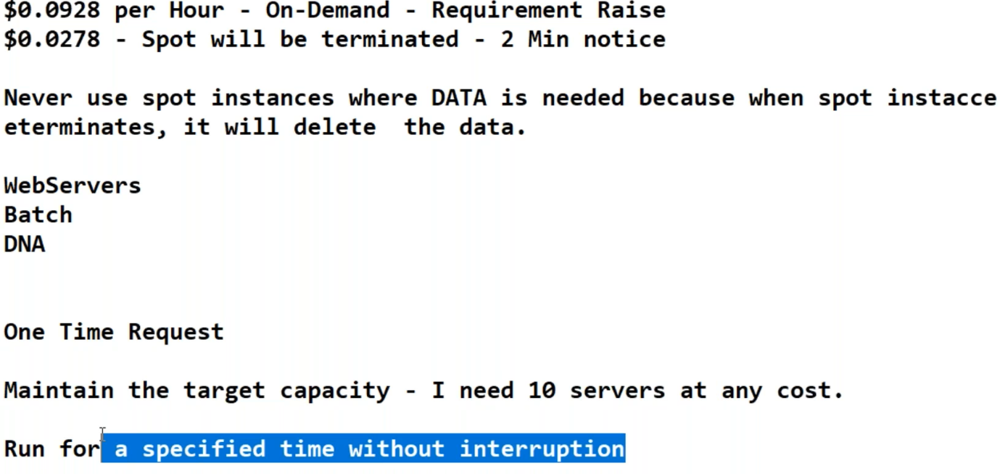 $0.0928 per Hour - On-Demand - Requirement Raise
$0.0278 - Spot will be terminated - 2 Min notice
Never use spot instances where DATA is needed because when spot instacce
eterminates, it will delete  the data.
WebServers
Batch
DNA
One Time Request
Maintain the target capacity - I need 10 servers at any cost.
Run for a specified time without interruption